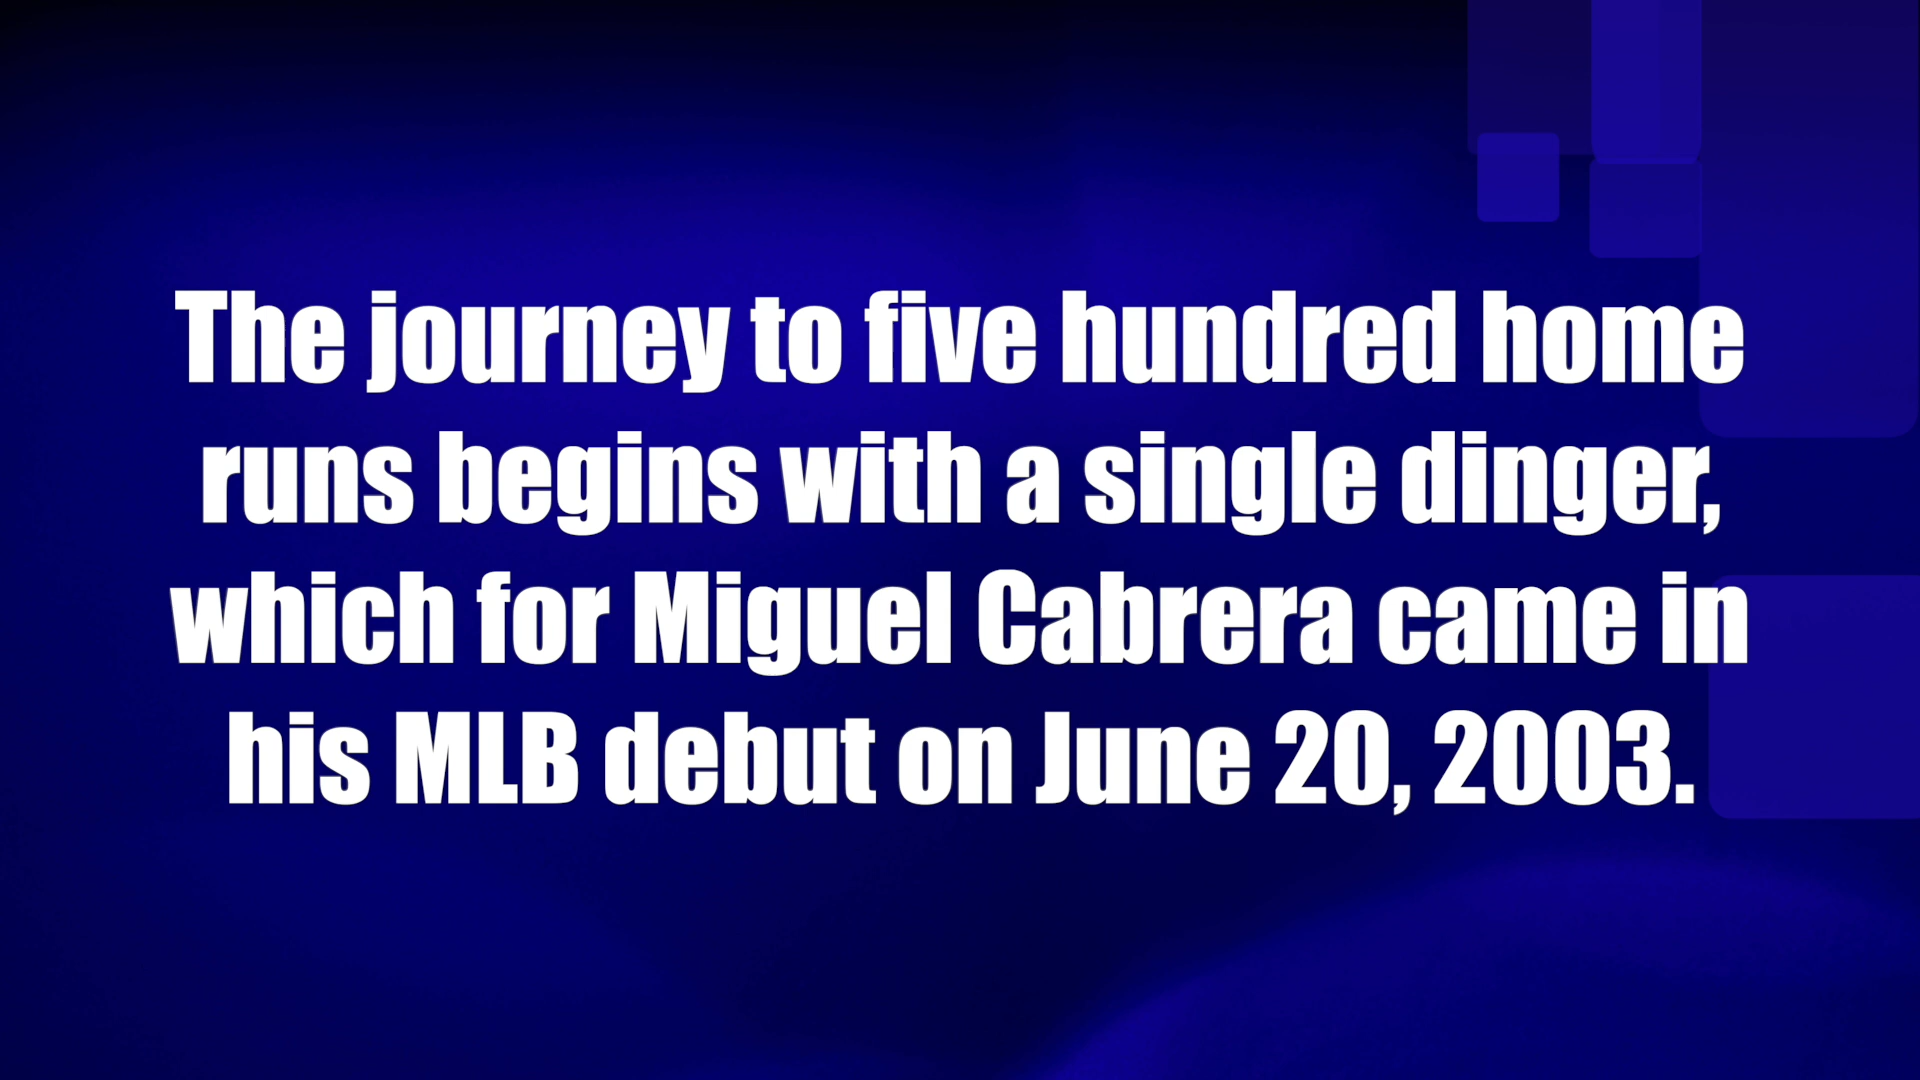 The journey to five hundred home
runs begins with a single dinger,
which for Miguel Cabrera came in
his MLB debut on June 20, 2003.